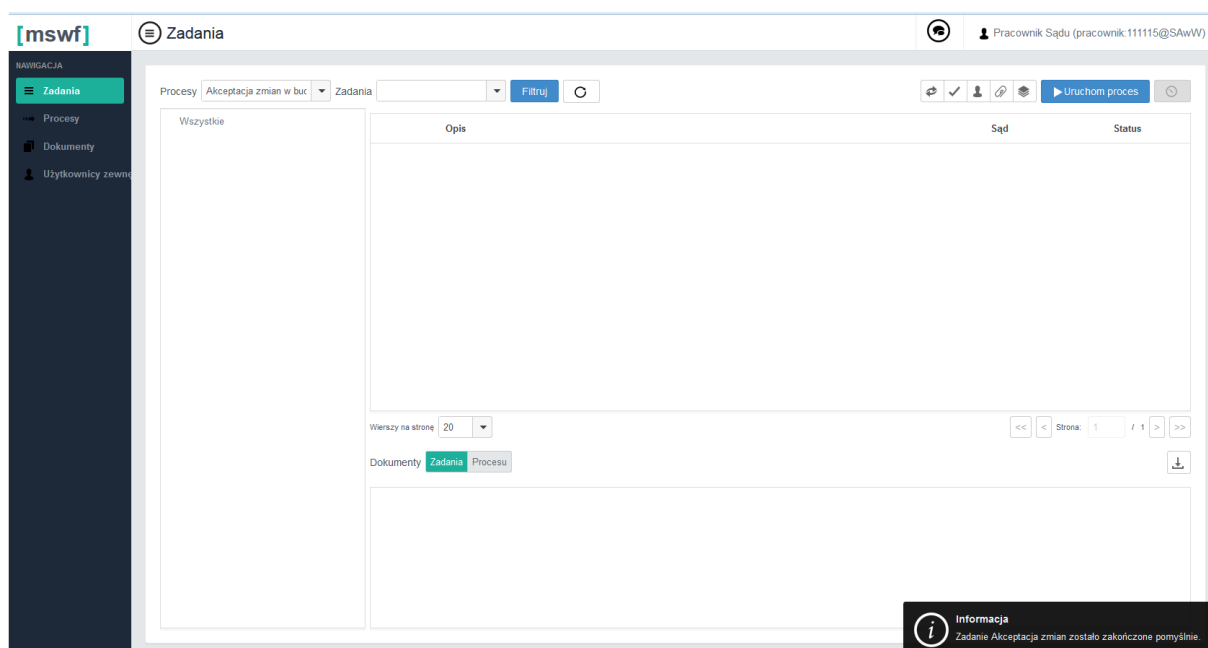 [mswf]
Zadania
Pracownik Sądu (pracownik:111115@SAwW)
NAWIGACJA
Zadania
Procesy
Dokumenty
Użytkownicy zewnę
Procesy Akceptacja zmian w buc Zadania Filtruj Uruchom proces
Wszystkie
Opis Sąd Status
Wierszy na stronę 20 << < Strona: 1 / 1 > >>
Dokumenty Zadania Procesu
Informacja
Zadanie Akceptacja zmian zostało zakończone pomyślnie.